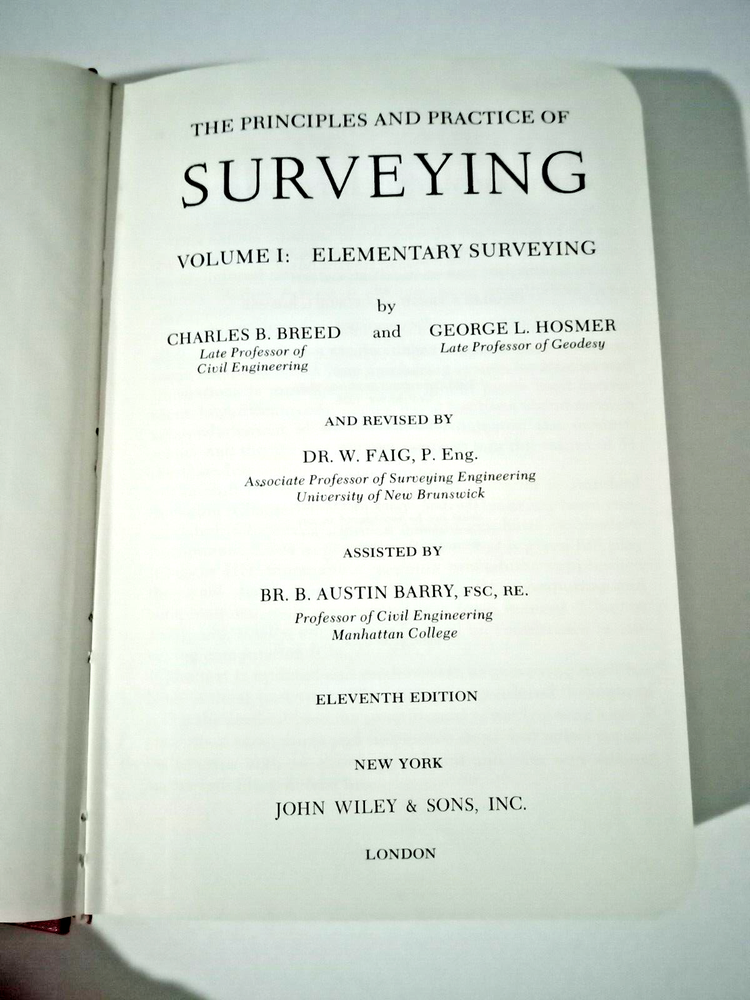 THE PRINCIPLES AND PRACTICE OF
SURVEYING
VOLUME I: ELEMENTARY SURVEYING
by
CHARLES B. BREED and GEORGE L. HOSMER
Late Professor of Late Professor of Geodesy
Civil Engineering
AND REVISED BY
DR. W. FAIG, P. Eng.
Associate Professor of Surveying Engineering
University of New Brunswick
ASSISTED BY
BR. B. AUSTIN BARRY, FSC, RE.
Professor of Civil Engineering
Manhattan College
ELEVENTH EDITION
NEW YORK
JOHN WILEY & SONS, INC.
LONDON